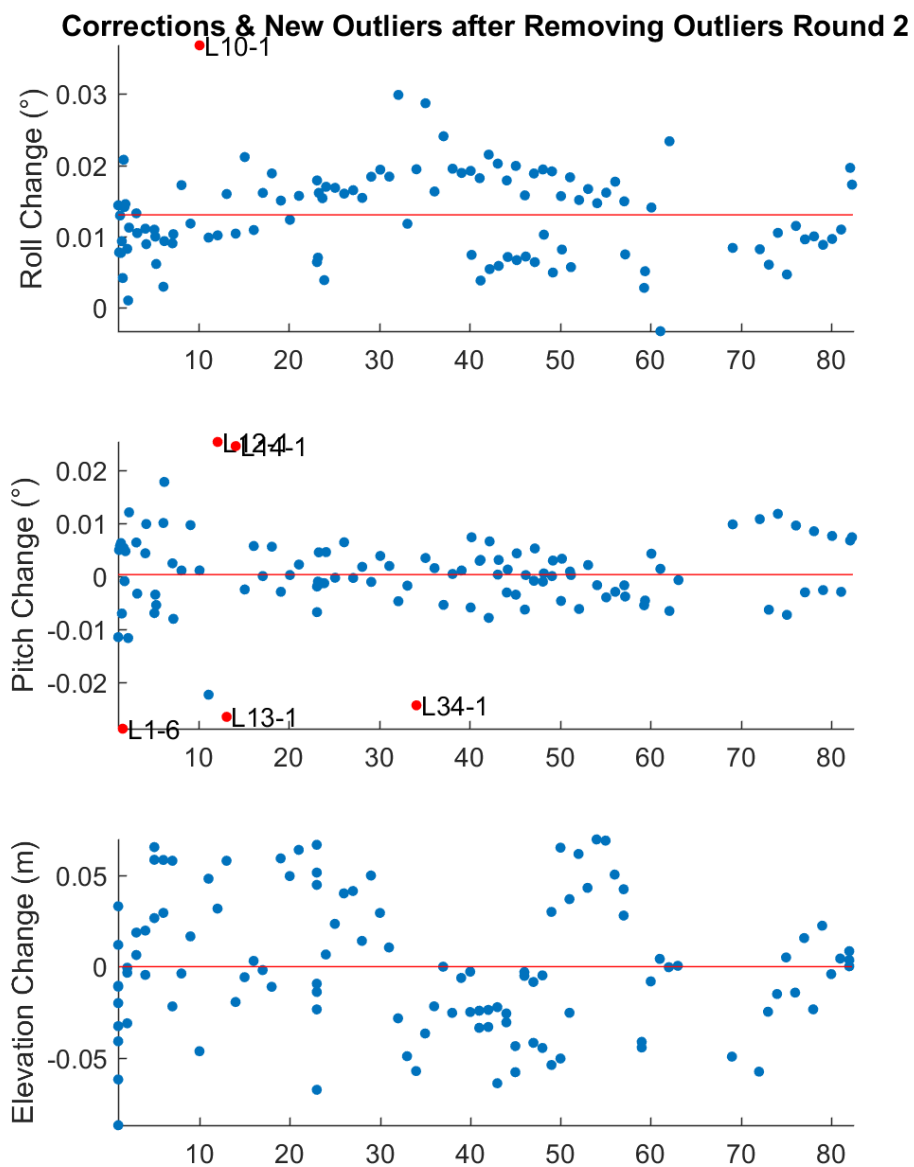 Corrections & New Outliers after Removing Outliers Round 2
L10-1
Roll Change (°)
0.03
0.02
0.01
0
10 20 30 40 50 60 70 80
L12-1 L14-1
Pitch Change (°)
0.02
0.01
0
-0.01
-0.02
L34-1
L13-1
L1-6
10 20 30 40 50 60 70 80
Elevation Change (m)
0.05
0
-0.05
10 20 30 40 50 60 70 80